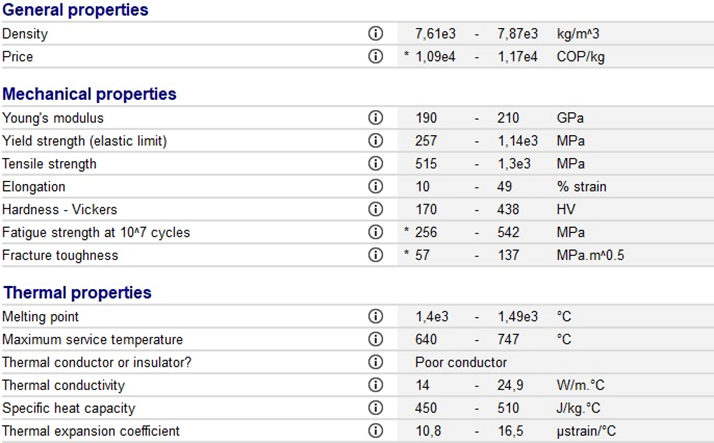 General properties
Density 7,61e3 - 7,87e3 kg/m^3
Price * 1,09e4 - 1,17e4 COP/kg
Mechanical properties
Young's modulus 190 - 210 GPa
Yield strength (elastic limit) 257 - 1,14e3 MPa
Tensile strength 515 - 1,3e3 MPa
Elongation 10 - 49 % strain
Hardness - Vickers 170 - 438 HV
Fatigue strength at 10^7 cycles * 256 - 542 MPa
Fracture toughness * 57 - 137 MPa.m^0.5
Thermal properties
Melting point 1,4e3 - 1,49e3 °C
Maximum service temperature 640 - 747 °C
Thermal conductor or insulator? Poor conductor
Thermal conductivity 14 - 24,9 W/m.°C
Specific heat capacity 450 - 510 J/kg.°C
Thermal expansion coefficient 10,8 - 16,5 µstrain/°C